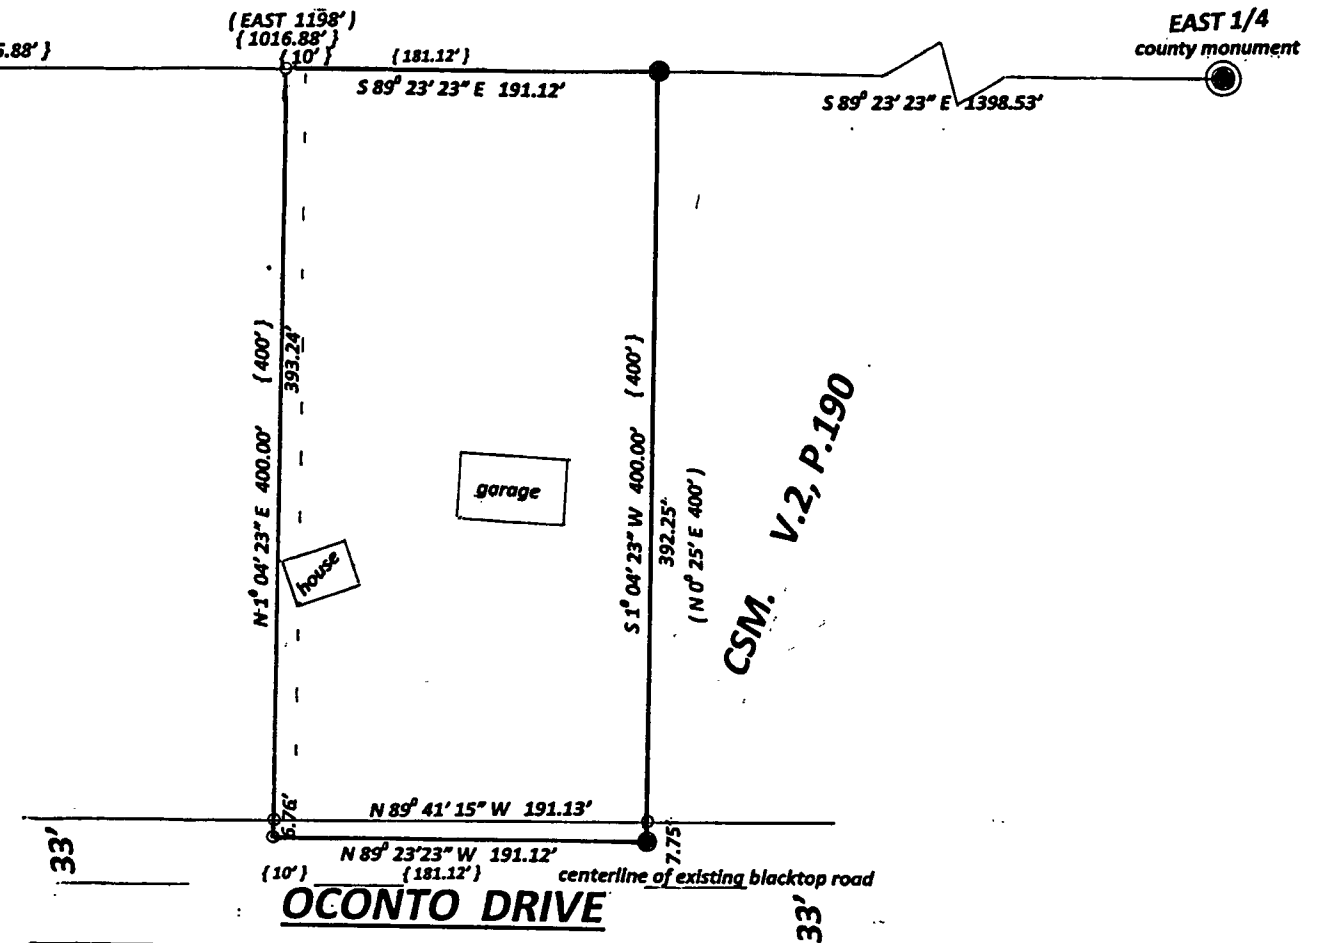 (EAST 1198')
{1016.88'}
EAST 1/4
county monument
.88'}
{10'} {181.12'}
S 89° 23' 23" E 191.12'
S 89° 23' 23" E 1398.53'
N 1° 04' 23" E 400.00' {400'}
393.24'
S 1° 04' 23" W 400.00' {400'}
392.25'
(N 0° 25' E 400')
CSM. V.2, P.190
garage
house
N 89° 41' 15" W 191.13'
6.76'
7.75'
33'
N 89° 23'23" W 191.12'
{10'} {181.12'}
centerline of existing blacktop road
OCONTO DRIVE
33'